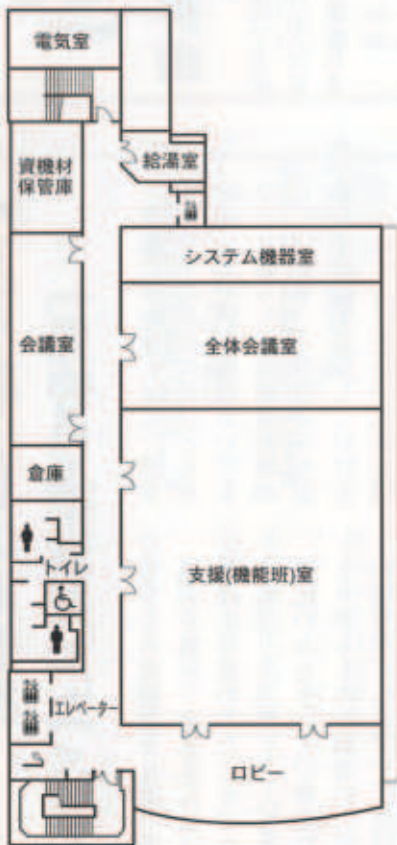 電気室
給湯室
資機材
保管庫
システム機器室
会議室
全体会議室
倉庫
トイレ
支援(機能班)室
エレベーター
ロビー